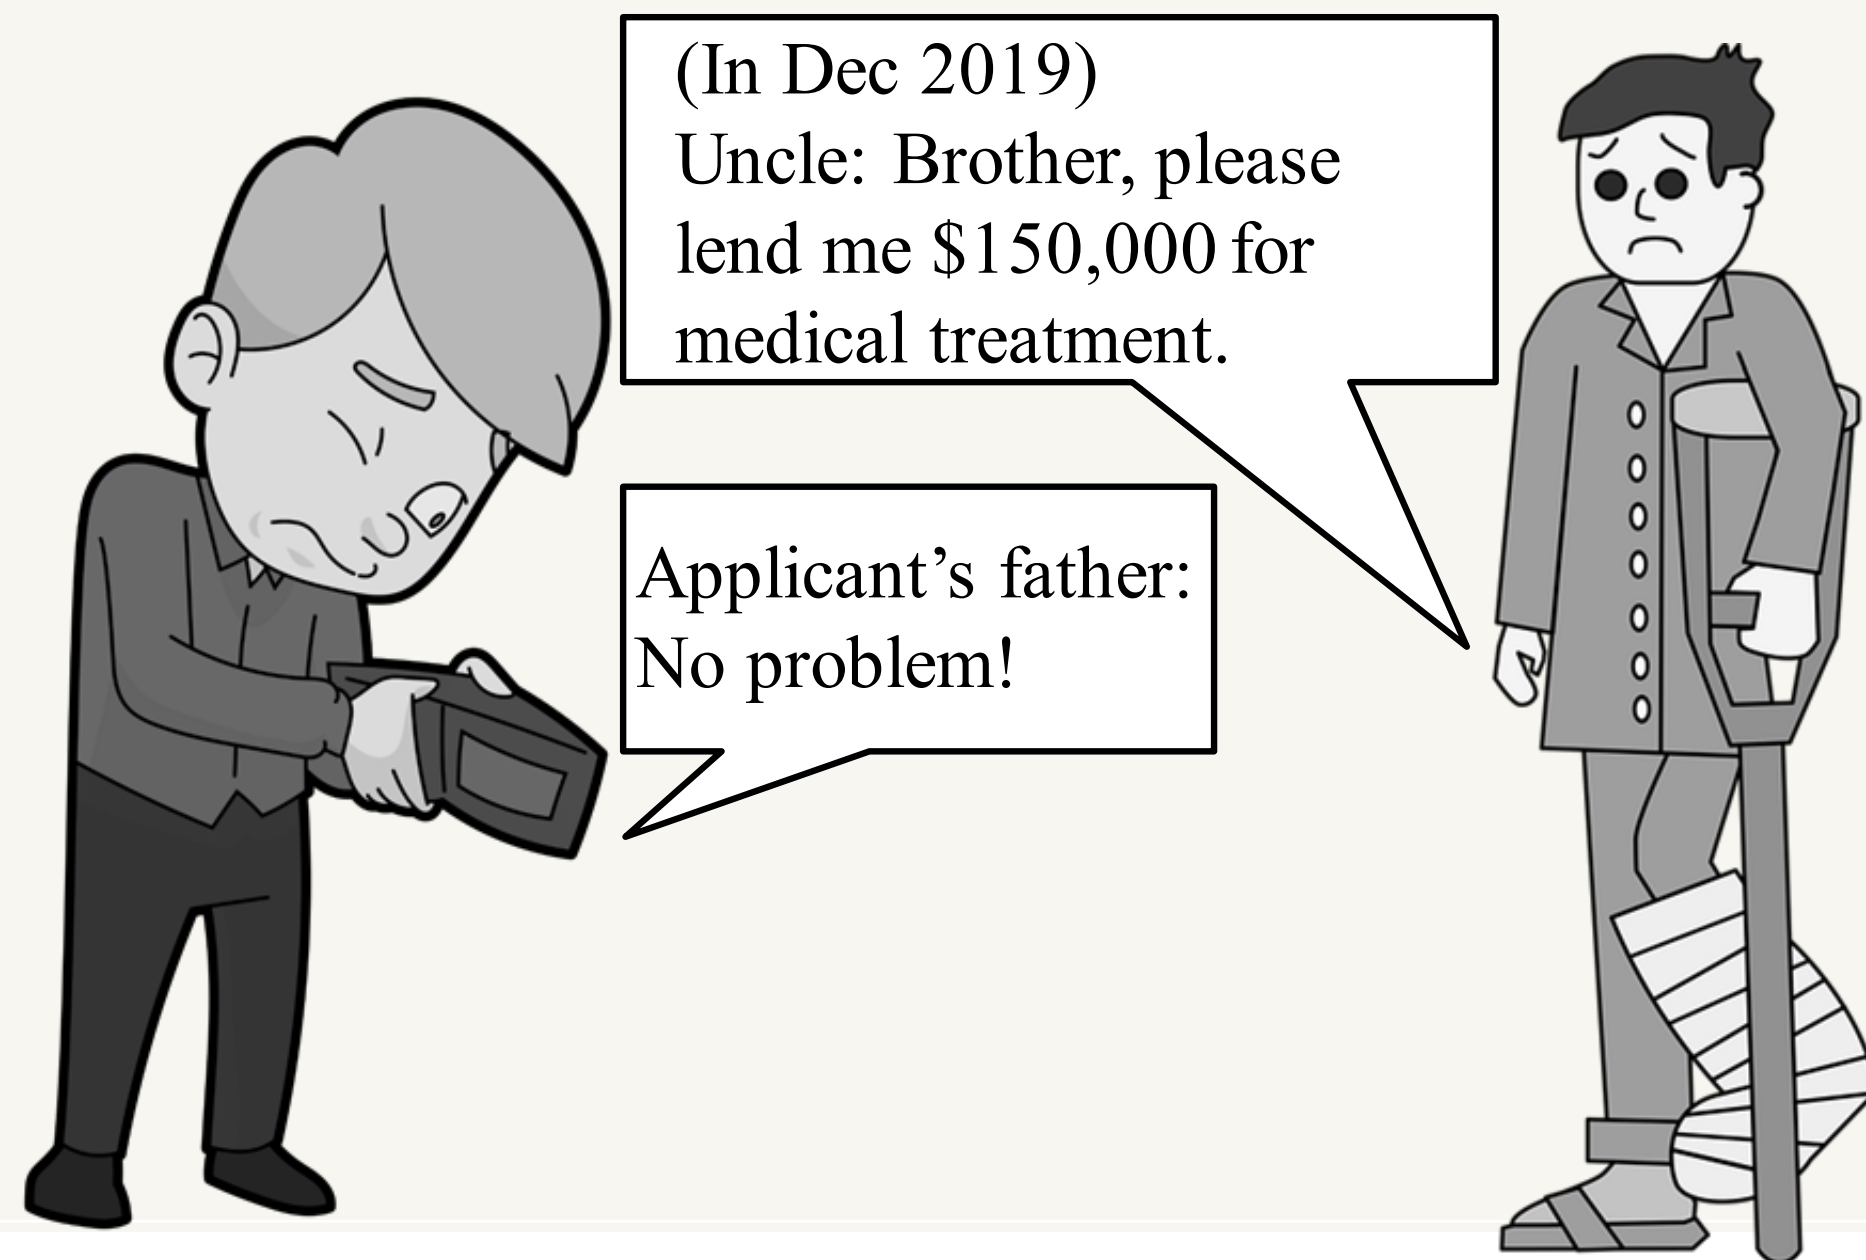 (In Dec 2019)
Uncle: Brother, please
lend me $150,000 for
medical treatment.
Applicant’s father:
No problem!